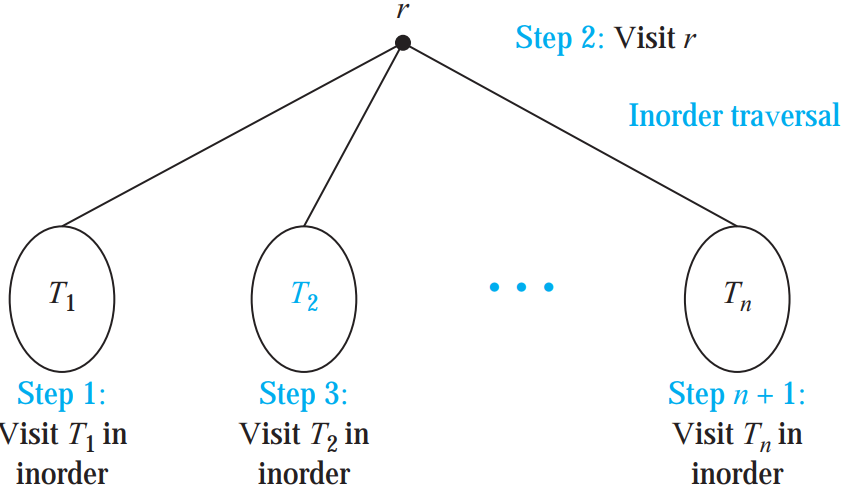 r
Step 2: Visit r
Inorder traversal
T1
T2
Tn
Step 1:
Visit T1 in
inorder
Step 3:
Visit T2 in
inorder
Step n + 1:
Visit Tn in
inorder